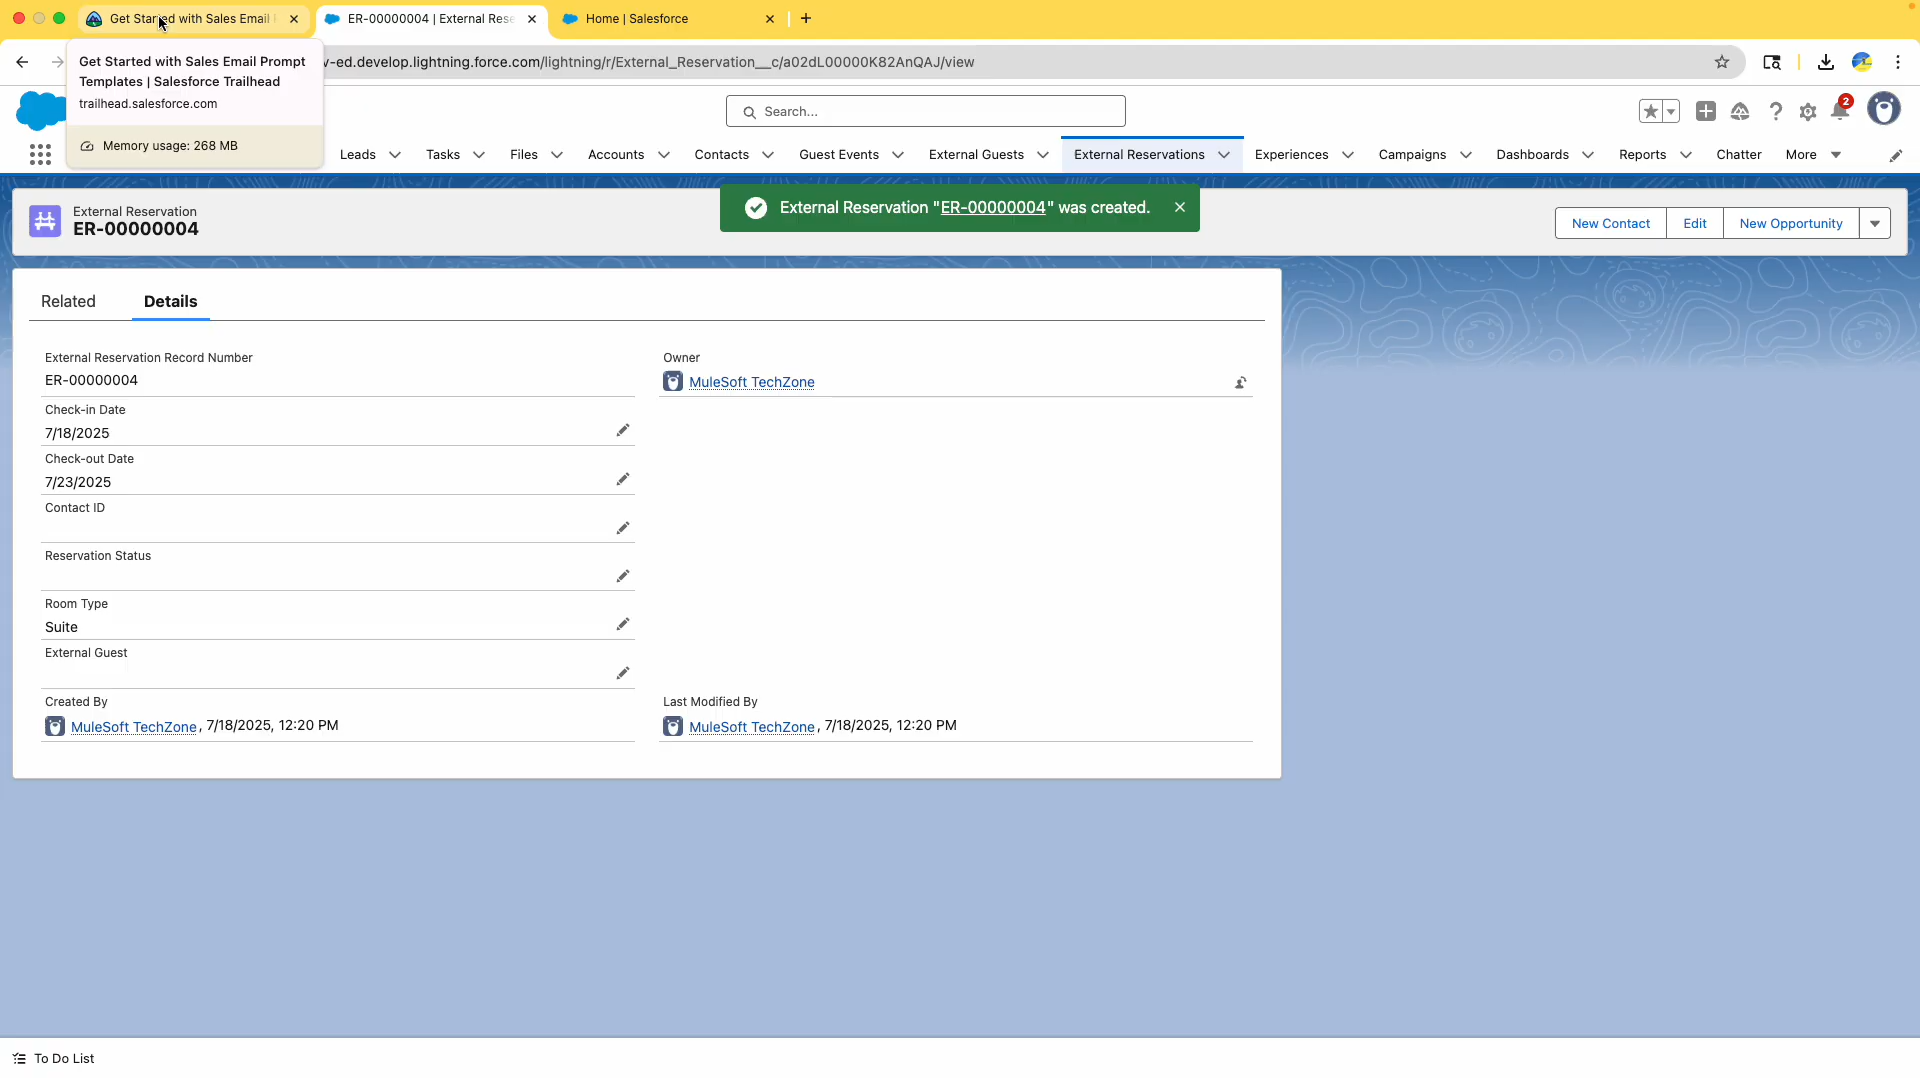 Get Started with Sales Email
ER-00000004 | External Rese
Home | Salesforce
Get Started with Sales Email Prompt
Templates | Salesforce Trailhead
trailhead.salesforce.com
Memory usage: 268 MB
v-ed.develop.lightning.force.com/lightning/r/External_Reservation__c/a02dL00000K82AnQAJ/view
Search...
2
Leads
Tasks
Files
Accounts
Contacts
Guest Events
External Guests
External Reservations
Experiences
Campaigns
Dashboards
Reports
Chatter
More
External Reservation
ER-00000004
External Reservation "ER-00000004" was created.
New Contact
Edit
New Opportunity
Related
Details
External Reservation Record Number
ER-00000004
Owner
MuleSoft TechZone
Check-in Date
7/18/2025
Check-out Date
7/23/2025
Contact ID
Reservation Status
Room Type
Suite
External Guest
Created By
MuleSoft TechZone, 7/18/2025, 12:20 PM
Last Modified By
MuleSoft TechZone, 7/18/2025, 12:20 PM
To Do List